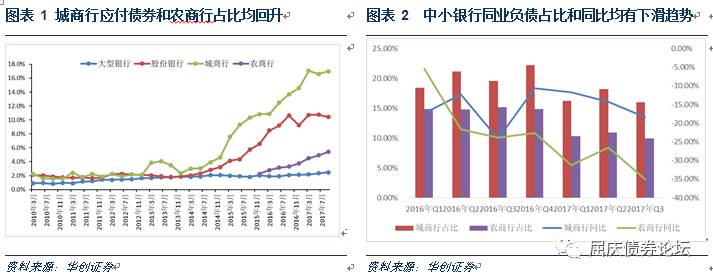 图表 1 城商行应付债券和农商行占比均回升
大型银行 股份银行 城商行 农商行
18.0%
16.0%
14.0%
12.0%
10.0%
8.0%
6.0%
4.0%
2.0%
0.0%
2010年3月 2010年7月 2010年11月 2011年3月 2011年7月 2011年11月 2012年3月 2012年7月 2012年11月 2013年3月 2013年7月 2013年11月 2014年3月 2014年7月 2014年11月 2015年3月 2015年7月 2015年11月 2016年3月 2016年7月 2016年11月 2017年3月 2017年7月
资料来源：华创证券
图表 2 中小银行同业负债占比和同比均有下滑趋势
25.00%
20.00%
15.00%
10.00%
5.00%
0.00%
0.00%
-5.00%
-10.00%
-15.00%
-20.00%
-25.00%
-30.00%
-35.00%
-40.00%
2016年Q1 2016年Q2 2016年Q3 2016年Q4 2017年Q1 2017年Q2 2017年Q3
城商行占比 农商行占比 城商行同比 农商行同比
资料来源：华创证券
屈庆债券论坛